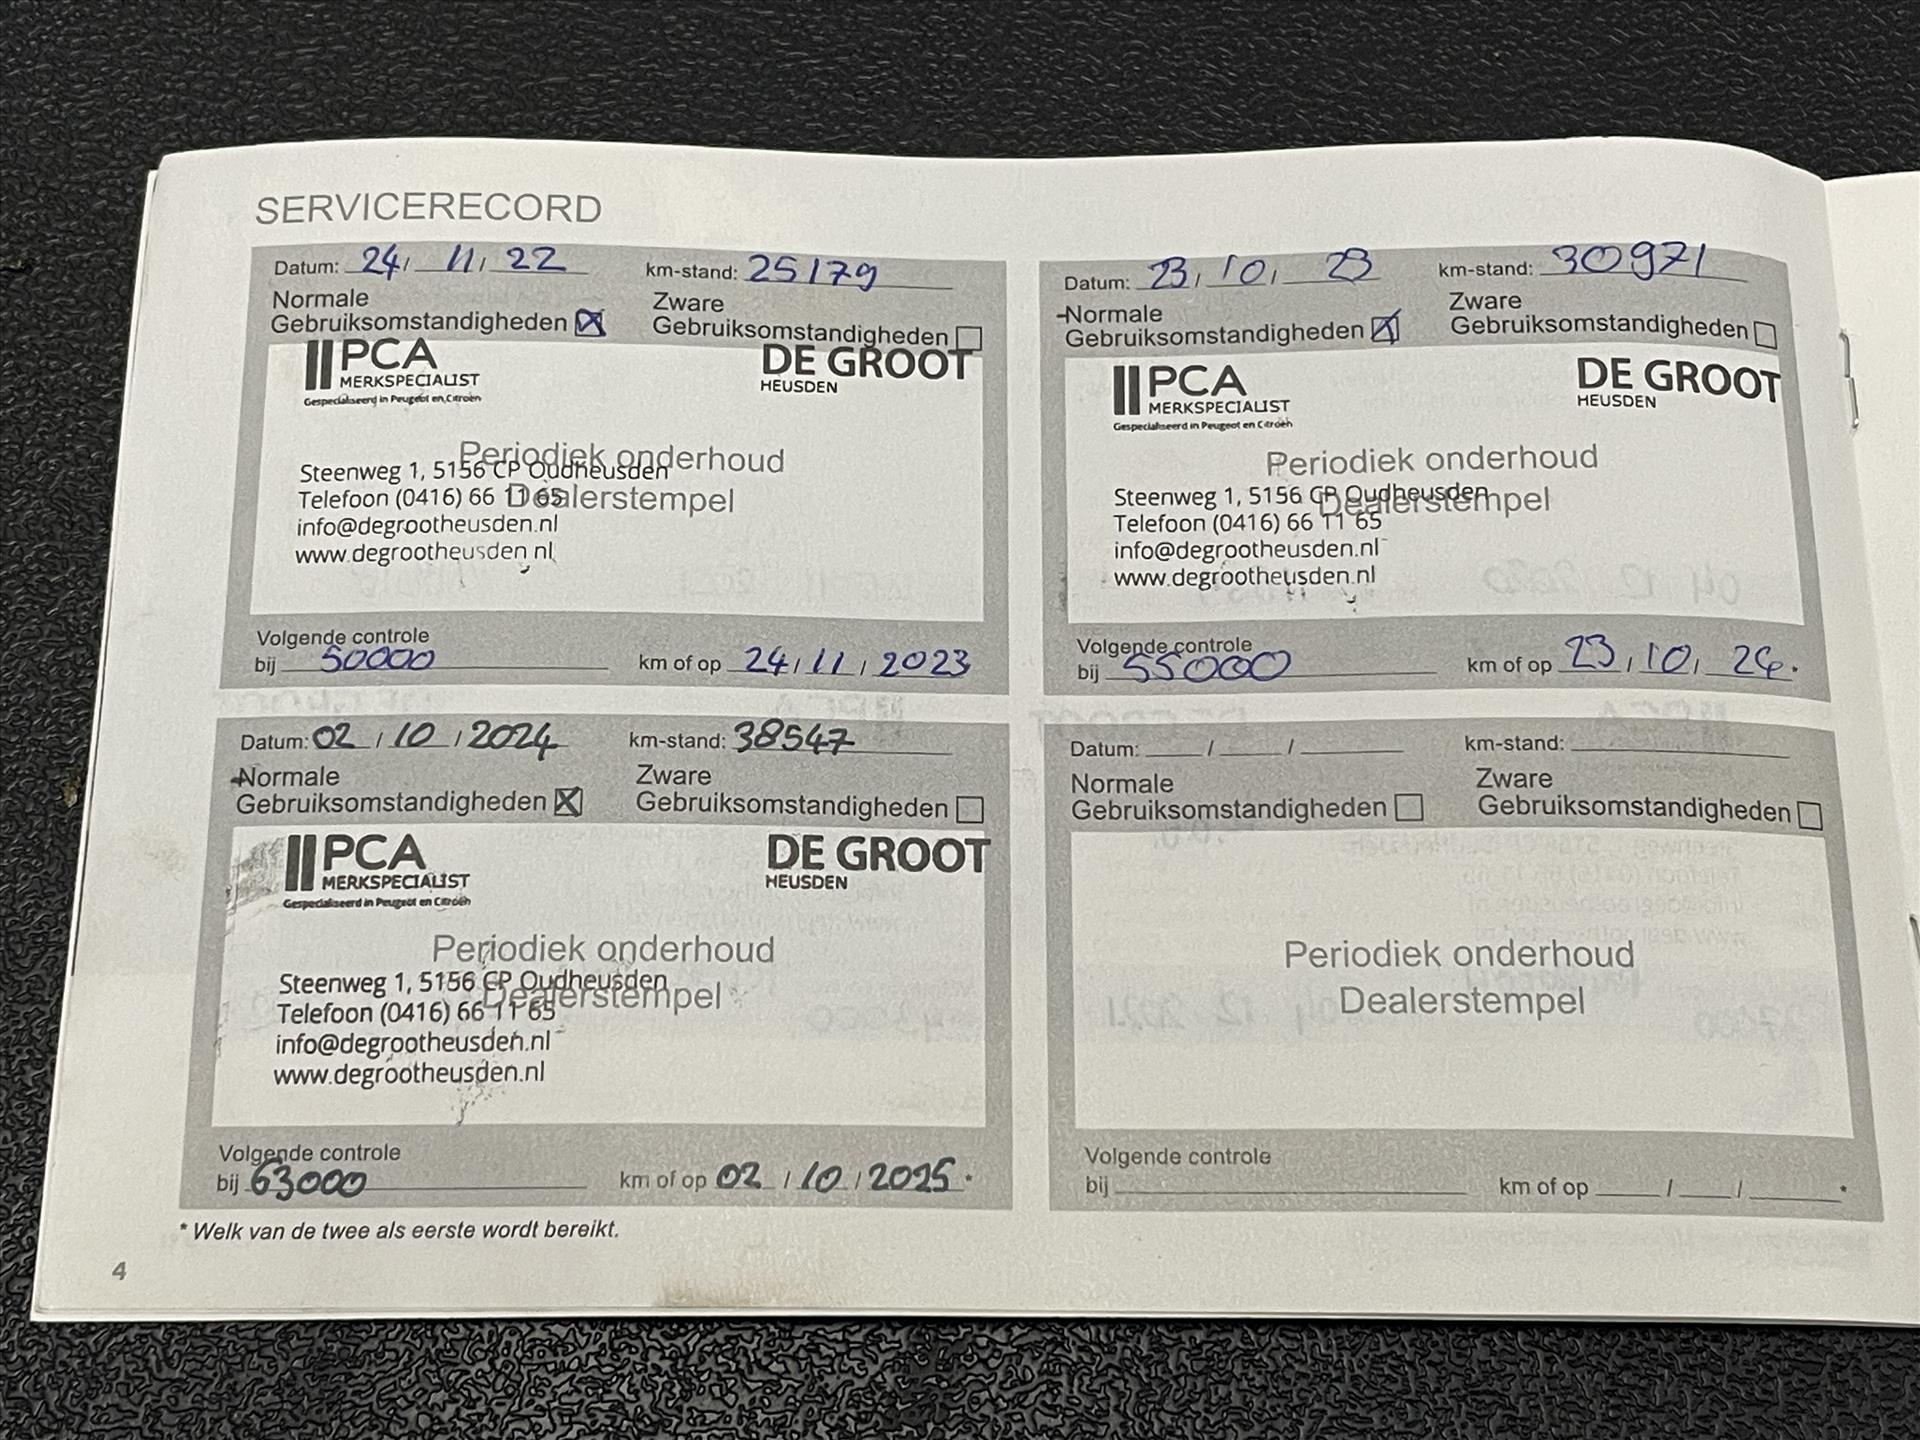 SERVICERECORD
Datum: 24/ 11/ 22 km-stand: 25179
Normale Zware
Gebruiksomstandigheden Gebruiksomstandigheden
PCA DE GROOT
MERKSPECIALIST HEUSDEN
Gespecialiseerd in Peugeot en Citroën
Periodiek onderhoud
Steenweg 1, 5156 CP Oudheusden
Dealerstempel
Telefoon (0416) 66 11 65
info@degrootheusden.nl
www.degrootheusden.nl
Volgende controle
bij 50000 km of op 24/11/2023
Datum: 23/10/ 23 km-stand: 30971
Normale Zware
Gebruiksomstandigheden Gebruiksomstandigheden
PCA DE GROOT
MERKSPECIALIST HEUSDEN
Gespecialiseerd in Peugeot en Citroën
Periodiek onderhoud
Steenweg 1, 5156 CP Oudheusden
Dealerstempel
Telefoon (0416) 66 11 65
info@degrootheusden.nl
www.degrootheusden.nl
Volgende controle
bij 55000 km of op 23/10/ 24 *
Datum: 02/10/2024 km-stand: 38547
Normale Zware
Gebruiksomstandigheden Gebruiksomstandigheden
PCA DE GROOT
MERKSPECIALIST HEUSDEN
Gespecialiseerd in Peugeot en Citroën
Periodiek onderhoud
Steenweg 1, 5156 CP Oudheusden
Dealerstempel
Telefoon (0416) 66 11 65
info@degrootheusden.nl
www.degrootheusden.nl
Volgende controle
bij 63000 km of op 02/10/2025 *
Datum: / / km-stand:
Normale Zware
Gebruiksomstandigheden Gebruiksomstandigheden
Periodiek onderhoud
Dealerstempel
Volgende controle
bij km of op / / *
* Welk van de twee als eerste wordt bereikt.
4